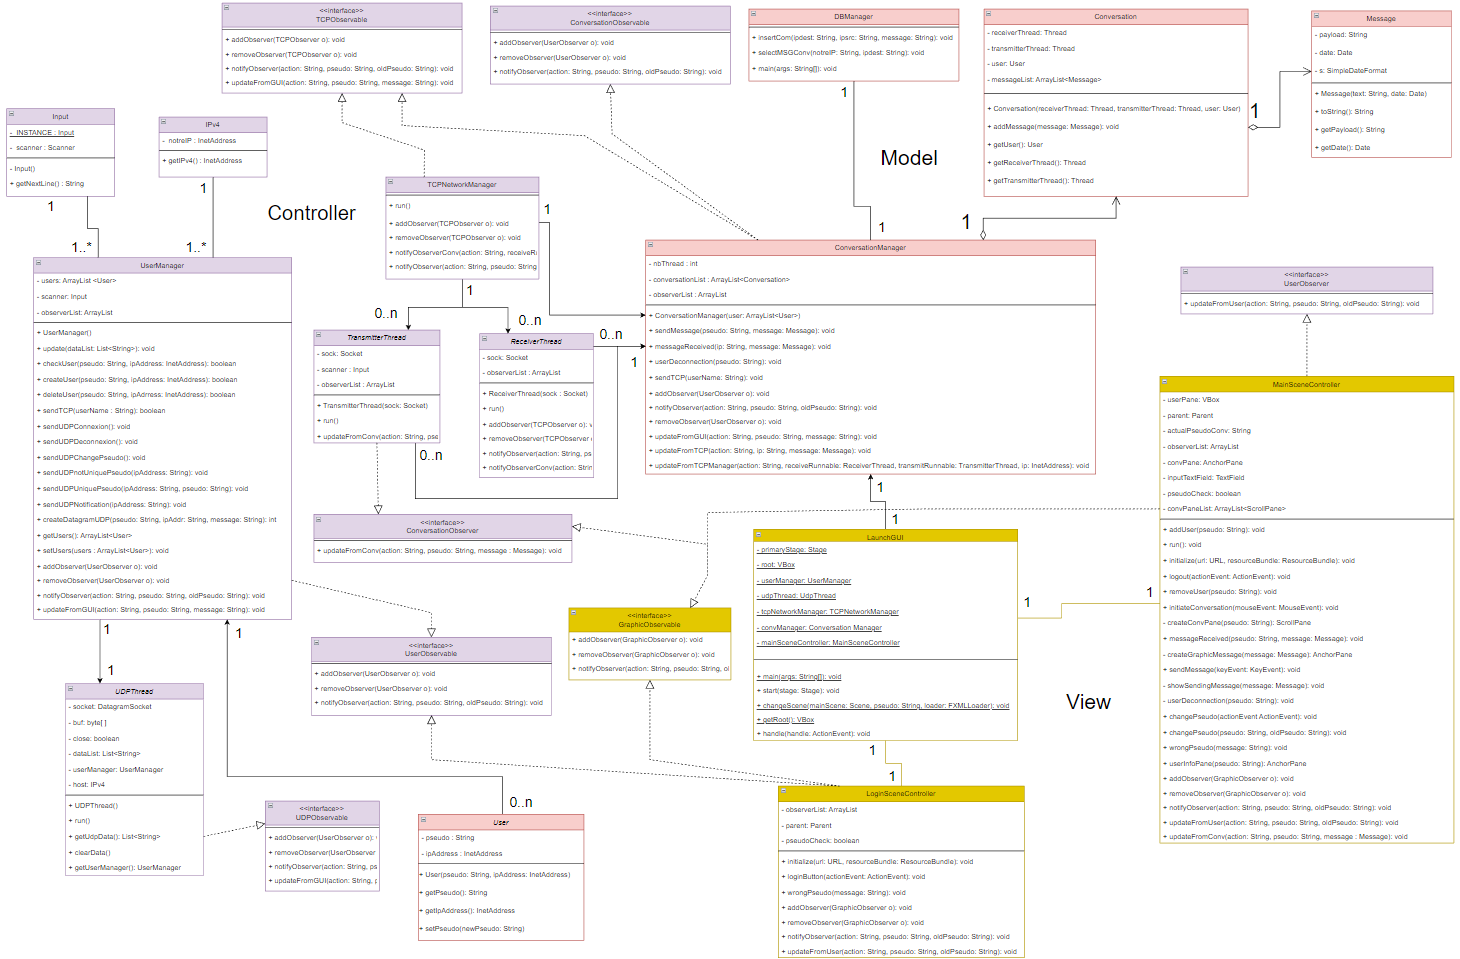 <<interface>>
TCPObservable
+ addObserver(TCPObserver o): void
+ removeObserver(TCPObserver o): void
+ notifyObserver(action: String, pseudo: String, oldPseudo: String): void
+ updateFromGUI(action: String, pseudo: String, message: String): void
<<interface>>
ConversationObservable
+ addObserver(UserObserver o): void
+ removeObserver(UserObserver o): void
+ notifyObserver(action: String, pseudo: String, oldPseudo: String): void
DBManager
+ insertCom(ipdest: String, ipsrc: String, message: String): void
+ selectMSGConv(notreIP: String, ipdest: String): void
+ main(args: String[]): void
1
Conversation
- receiverThread: Thread
- transmitterThread: Thread
- user: User
- messageList: ArrayList<Message>
+ Conversation(receiverThread: Thread, transmitterThread: Thread, user: User)
+ addMessage(message: Message): void
+ getUser(): User
+ getReceiverThread(): Thread
+ getTransmitterThread(): Thread
1
Message
- payload: String
- date: Date
- s: SimpleDateFormat
+ Message(text: String, date: Date)
+ toString(): String
+ getPayload(): String
+ getDate(): Date
Input
- INSTANCE : Input
- scanner : Scanner
- Input()
+ getNextLine() : String
1
1..*
IPv4
- notreIP : InetAddress
+ getIPv4() : InetAddress
1
1..*
Controller
Model
TCPNetworkManager
+ run()
+ addObserver(TCPObserver o): void
+ removeObserver(TCPObserver o): void
+ notifyObserverConv(action: String, receiveR
+ notifyObserver(action: String, pseudo: String
1
1
0..n
0..n
1
1
ConversationManager
- nbThread : int
- conversationList : ArrayList<Conversation>
- observerList : ArrayList
+ ConversationManager(user: ArrayList<User>)
+ sendMessage(pseudo: String, message: Message): void
+ messageReceived(ip: String, message: Message): void
+ userDeconnection(pseudo: String): void
+ sendTCP(userName: String): void
+ addObserver(UserObserver o): void
+ notifyObserver(action: String, pseudo: String, oldPseudo: String): void
+ removeObserver(UserObserver o): void
+ updateFromGUI(action: String, pseudo: String, message: String): void
+ updateFromTCP(action: String, ip: String, message: Message): void
+ updateFromTCPManager(action: String, receiveRunnable: ReceiverThread, transmitRunnable: TransmitterThread, ip: InetAddress): void
<<interface>>
UserObserver
+ updateFromUser(action: String, pseudo: String, oldPseudo: String): void
UserManager
- users: ArrayList <User>
- scanner: Input
- observerList: ArrayList
+ UserManager()
+ update(dataList: List<String>): void
+ checkUser(pseudo: String, ipAddress: InetAddress): boolean
+ createUser(pseudo: String, ipAddress: InetAddress): boolean
+ deleteUser(pseudo: String, ipAdrress: InetAddress): boolean
+ sendTCP(userName : String): boolean
+ sendUDPConnexion(): void
+ sendUDPDeconnexion(): void
+ sendUDPChangePseudo(): void
+ sendUDPnotUniquePseudo(ipAddress: String): void
+ sendUDPUniquePseudo(ipAddress: String, pseudo: String): void
+ sendUDPNotification(ipAddress: String): void
+ createDatagramUDP(pseudo: String, ipAddr: String, message: String): int
+ getUsers(): ArrayList<User>
+ setUsers(users : ArrayList<User>): void
+ addObserver(UserObserver o): void
+ removeObserver(UserObserver o): void
+ notifyObserver(action: String, pseudo: String, oldPseudo: String): void
+ updateFromGUI(action: String, pseudo: String, message: String): void
1
1
1
TransmitterThread
- sock: Socket
- scanner : Input
- observerList : ArrayList
+ TransmitterThread(sock: Socket)
+ run()
+ updateFromConv(action: String, pse
0..n
ReceiverThread
- sock: Socket
- observerList : ArrayList
+ ReceiverThread(sock : Socket)
+ run()
+ addObserver(TCPObserver o): v
+ removeObserver(TCPObserver o
+ notifyObserver(action: String, ps
+ notifyObserverConv(action: Strin
0..n
1
<<interface>>
ConversationObserver
+ updateFromConv(action: String, pseudo: String, message : Message): void
<<interface>>
UserObservable
+ addObserver(UserObserver o): void
+ removeObserver(UserObserver o): void
+ notifyObserver(action: String, pseudo: String, oldPseudo: String): void
<<interface>>
GraphicObservable
+ addObserver(GraphicObserver o): void
+ removeObserver(GraphicObserver o): void
+ notifyObserver(action: String, pseudo: String, ol
1
1
LaunchGUI
- primaryStage: Stage
- root: VBox
- userManager: UserManager
- udpThread: UdpThread
- tcpNetworkManager: TCPNetworkManager
- convManager: Conversation Manager
- mainSceneController: MainSceneController
+ main(args: String[]): void
+ start(stage: Stage): void
+ changeScene(mainScene: Scene, pseudo: String, loader: FXMLLoader): void
+ getRoot(): VBox
+ handle(handle: ActionEvent): void
1
1
1
1
View
MainSceneController
- userPane: VBox
- parent: Parent
- actualPseudoConv: String
- observerList: ArrayList
- convPane: AnchorPane
- inputTextField: TextField
- pseudoCheck: boolean
- convPaneList: ArrayList<ScrollPane>
+ addUser(pseudo: String): void
+ run(): void
+ initialize(url: URL, resourceBundle: ResourceBundle): void
+ logout(actionEvent: ActionEvent): void
+ removeUser(pseudo: String): void
+ initiateConversation(mouseEvent: MouseEvent): void
- createConvPane(pseudo: String): ScrollPane
+ messageReceived(pseudo: String, message: Message): void
- createGraphicMessage(message: Message): AnchorPane
+ sendMessage(keyEvent: KeyEvent): void
- showSendingMessage(message: Message): void
- userDeconnection(pseudo: String): void
+ changePseudo(actionEvent ActionEvent): void
+ changePseudo(pseudo: String, oldPseudo: String): void
+ wrongPseudo(message: String): void
+ userInfoPane(pseudo: String): AnchorPane
+ addObserver(GraphicObserver o): void
+ removeObserver(GraphicObserver o): void
+ notifyObserver(action: String, pseudo: String, oldPseudo: String): void
+ updateFromUser(action: String, pseudo: String, oldPseudo: String): void
+ updateFromConv(action: String, pseudo: String, message : Message): void
UDPThread
- socket: DatagramSocket
- buf: byte[ ]
- close: boolean
- dataList: List<String>
- userManager: UserManager
- host: IPv4
+ UDPThread()
+ run()
+ getUdpData(): List<String>
+ clearData()
+ getUserManager(): UserManager
<<interface>>
UDPObservable
+ addObserver(UserObserver o):
+ removeObserver(UserObserver
+ notifyObserver(action: String, ps
+ updateFromGUI(action: String, p
0..n
User
- pseudo : String
- ipAddress : InetAddress
+ User(pseudo: String, ipAddress: InetAddress)
+ getPseudo(): String
+ getIpAddress(): InetAddress
+ setPseudo(newPseudo: String)
LoginSceneController
- observerList: ArrayList
- parent: Parent
- pseudoCheck: boolean
+ initialize(url: URL, resourceBundle: ResourceBundle): void
+ loginButton(actionEvent: ActionEvent): void
+ wrongPseudo(message: String): void
+ addObserver(GraphicObserver o): void
+ removeObserver(GraphicObserver o): void
+ notifyObserver(action: String, pseudo: String, oldPseudo: String): void
+ updateFromUser(action: String, pseudo: String, oldPseudo: String): void